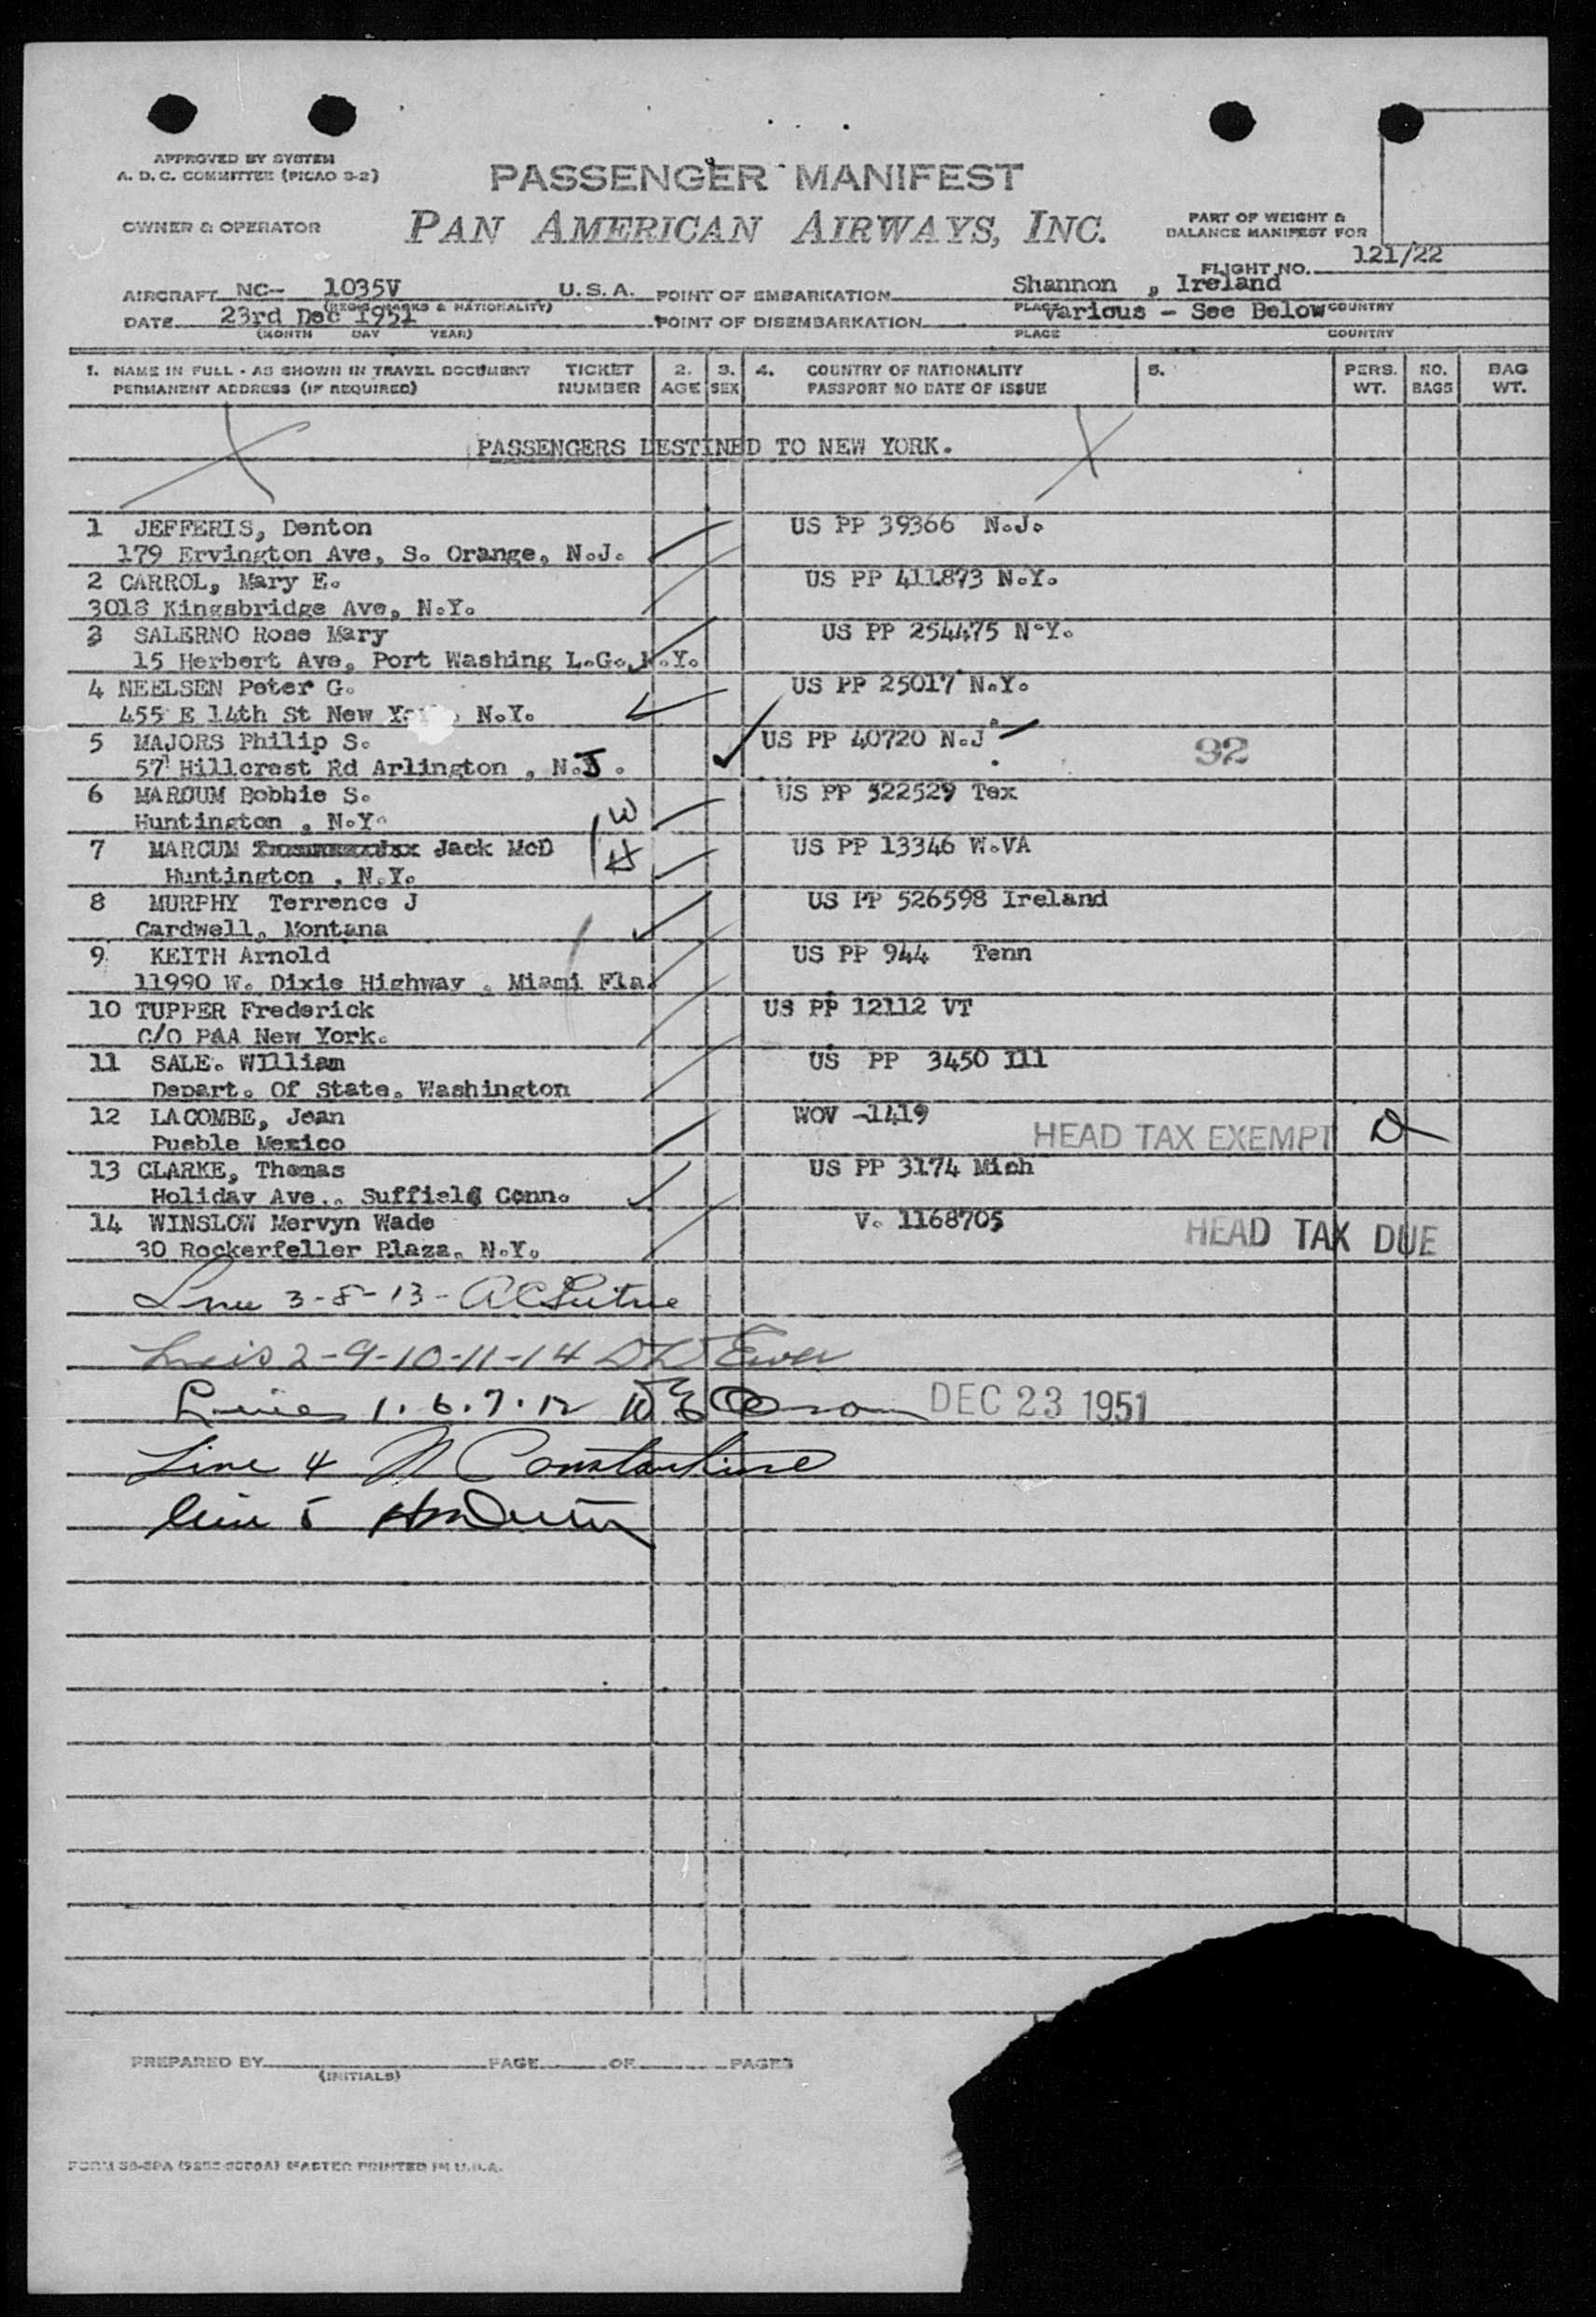 APPROVED BY SYSTEM
A. D. C. COMMITTEE (PICAO 3-2)
PASSENGER MANIFEST
OWNER & OPERATOR
PAN AMERICAN AIRWAYS, INC.
PART OF WEIGHT &
BALANCE MANIFEST FOR
FLIGHT NO. 121/22
AIRCRAFT NC- 1035V U.S.A. POINT OF EMBARKATION Shannon , Ireland
(REGIS. MARKS & NATIONALITY) PLACE COUNTRY
DATE 23rd Dec 1951 POINT OF DISEMBARKATION Various - See Below
(MONTH DAY YEAR) PLACE COUNTRY
1. NAME IN FULL - AS SHOWN IN TRAVEL DOCUMENT TICKET 2. 3. 4. COUNTRY OF NATIONALITY 5. PERS. NO. BAG
PERMANENT ADDRESS (IF REQUIRED) NUMBER AGE SEX PASSPORT NO DATE OF ISSUE WT. BAGS WT.
PASSENGERS DESTINED TO NEW YORK.
1 JEFFERIS, Denton US PP 39366 N.J.
179 Ervington Ave, S. Orange, N.J.
2 CARROL, Mary E. US PP 411873 N.Y.
3018 Kingsbridge Ave, N.Y.
3 SALERNO Rose Mary US PP 254475 N.Y.
15 Herbert Ave, Port Washing L.G. N.Y.
4 NEELSEN Peter G. US PP 25017 N.Y.
455 E 14th St New N.Y.
5 MAJORS Philip S. US PP 40720 N.J 92
57 Hillcrest Rd Arlington , N.J.
6 MARCUM Bobbie S. US PP 322529 Tex
Huntington , N.Y. W
7 MARCUM Jack McD H US PP 13346 W.VA
Huntington , N.Y.
8 MURPHY Terrence J US PP 526598 Ireland
Cardwell, Montana
9 KEITH Arnold US PP 944 Tenn
11990 W. Dixie Highway , Miami Fla
10 TUPPER Frederick US PP 12112 VT
C/O PAA New York.
11 SALE. WIlliam US PP 3450 Ill
Depart. Of State, Washington
12 LACOMBE, Jean WOV -1419
Pueble Mexico HEAD TAX EXEMPT
13 CLARKE, Thomas US PP 3174 Mich
Holiday Ave., Suffield Conn.
14 WINSLOW Mervyn Wade V. 1168705 HEAD TAX DUE
30 Rockerfeller Plaza, N.Y.
Line 3-8-13-
2-9-10-11-14
Lines 1.6.7.12 DEC 23 1951
Line 4 N Constantine
Line 5
PREPARED BY PAGE OF PAGES
(INITIALS)